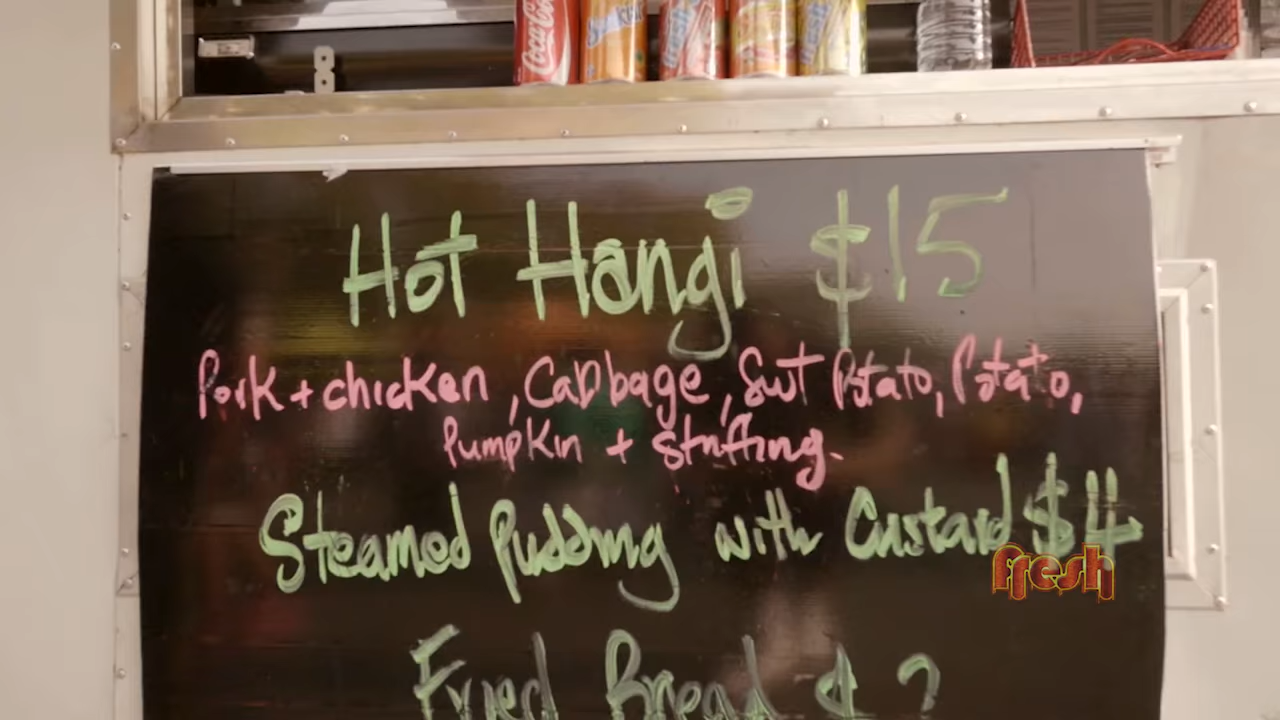 Coca-Cola
Sunkist
Hot Hangi $15
Pork + chicken, Cabbage, Swt Potato, Potato,
Pumpkin + stuffing.
Steamed Pudding with Custard $4
fresh
Fried Bread $